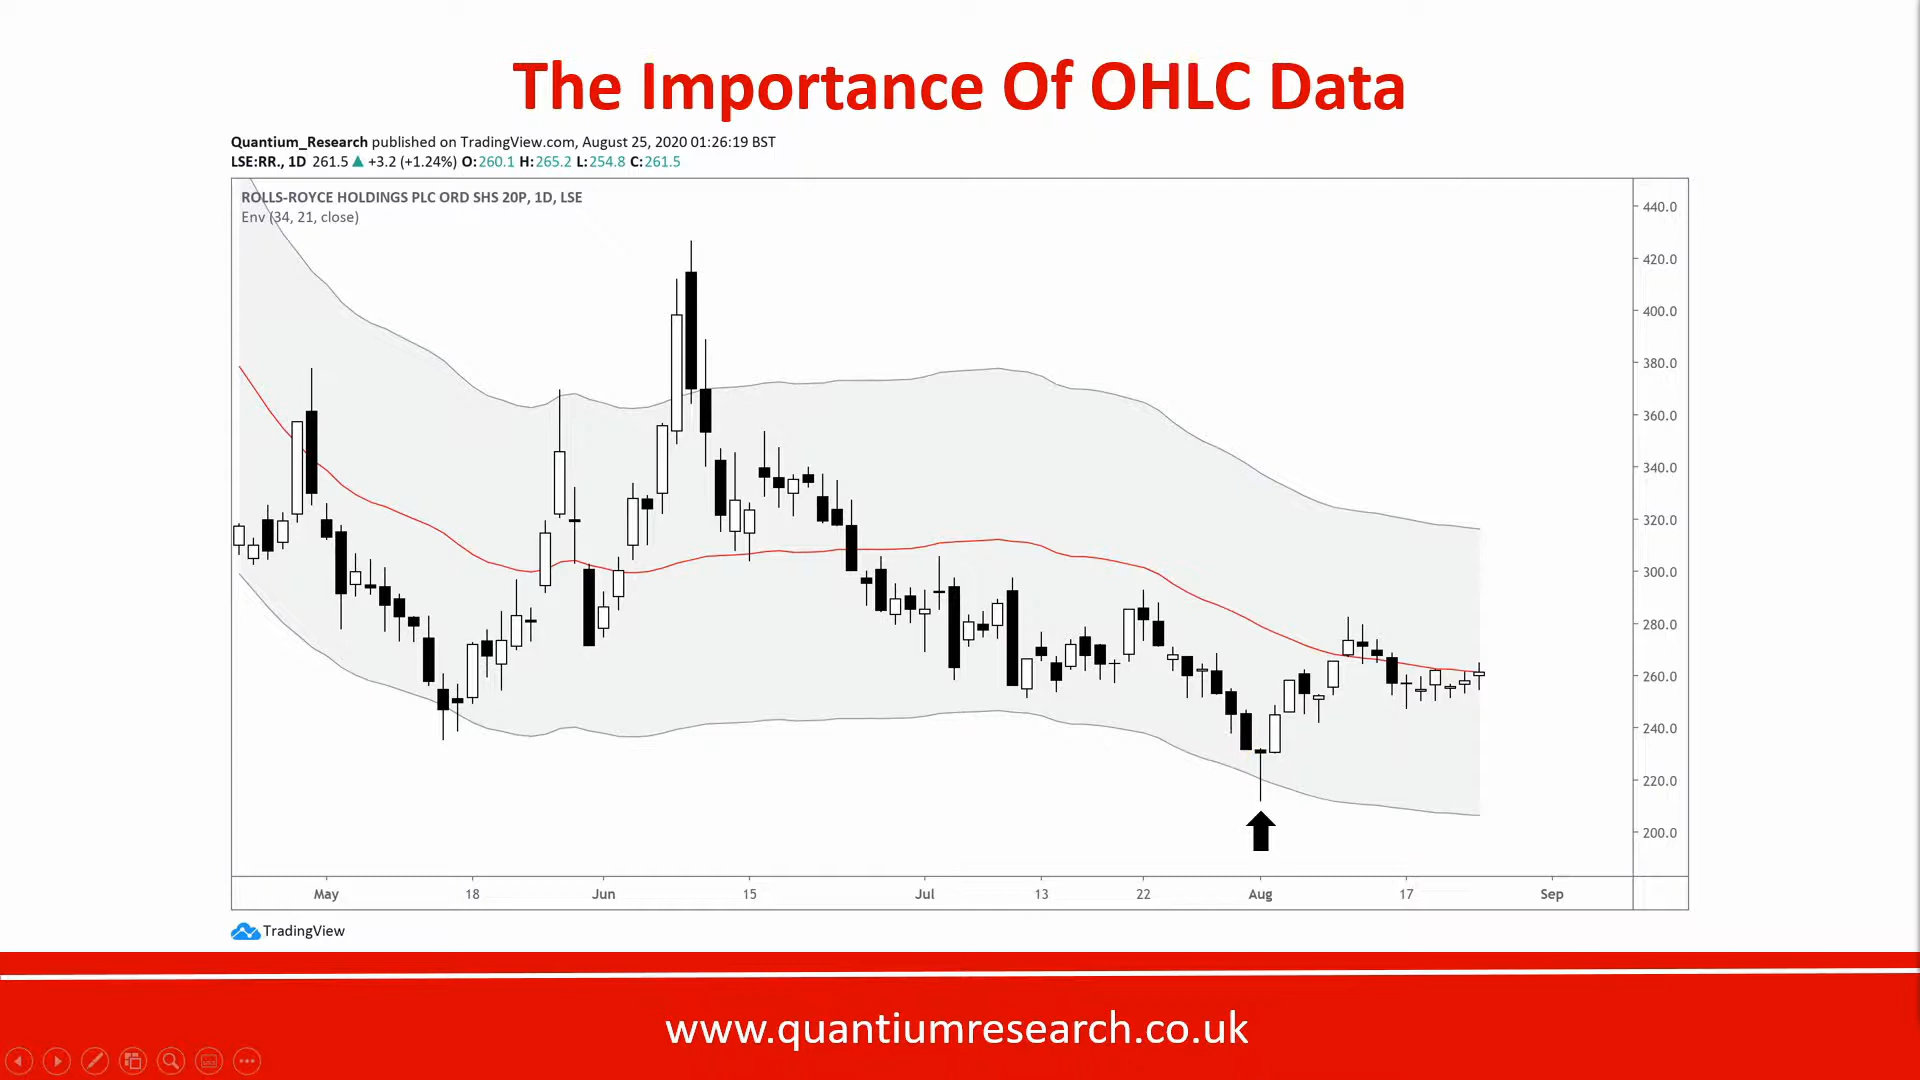 The Importance Of OHLC Data
Quantium_Research published on TradingView.com, August 25, 2020 01:26:19 BST
LSE:RR., 1D 261.5 ▲ +3.2 (+1.24%) O:260.1 H:265.2 L:254.8 C:261.5
ROLLS-ROYCE HOLDINGS PLC ORD SHS 20P, 1D, LSE
Env (34, 21, close)
440.0
420.0
400.0
380.0
360.0
340.0
320.0
300.0
280.0
260.0
240.0
220.0
200.0
May 18 Jun 15 Jul 13 22 Aug 17 Sep
TradingView
www.quantiumresearch.co.uk